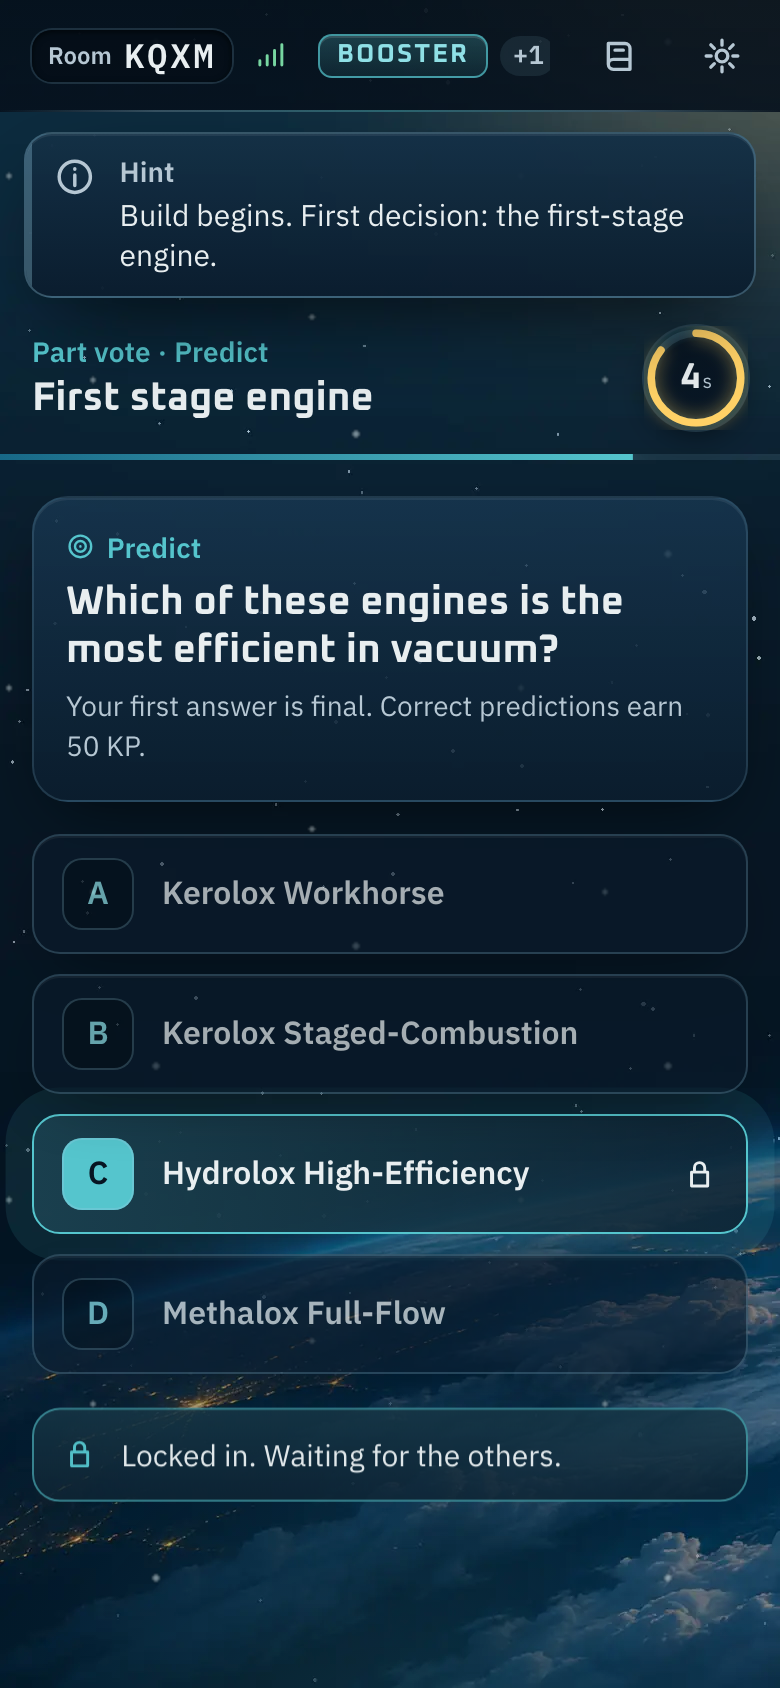 Room KQXM BOOSTER +1
Hint
Build begins. First decision: the first-stage
engine.
Part vote · Predict
First stage engine
4s
Predict
Which of these engines is the
most efficient in vacuum?
Your first answer is final. Correct predictions earn
50 KP.
A Kerolox Workhorse
B Kerolox Staged-Combustion
C Hydrolox High-Efficiency
D Methalox Full-Flow
Locked in. Waiting for the others.